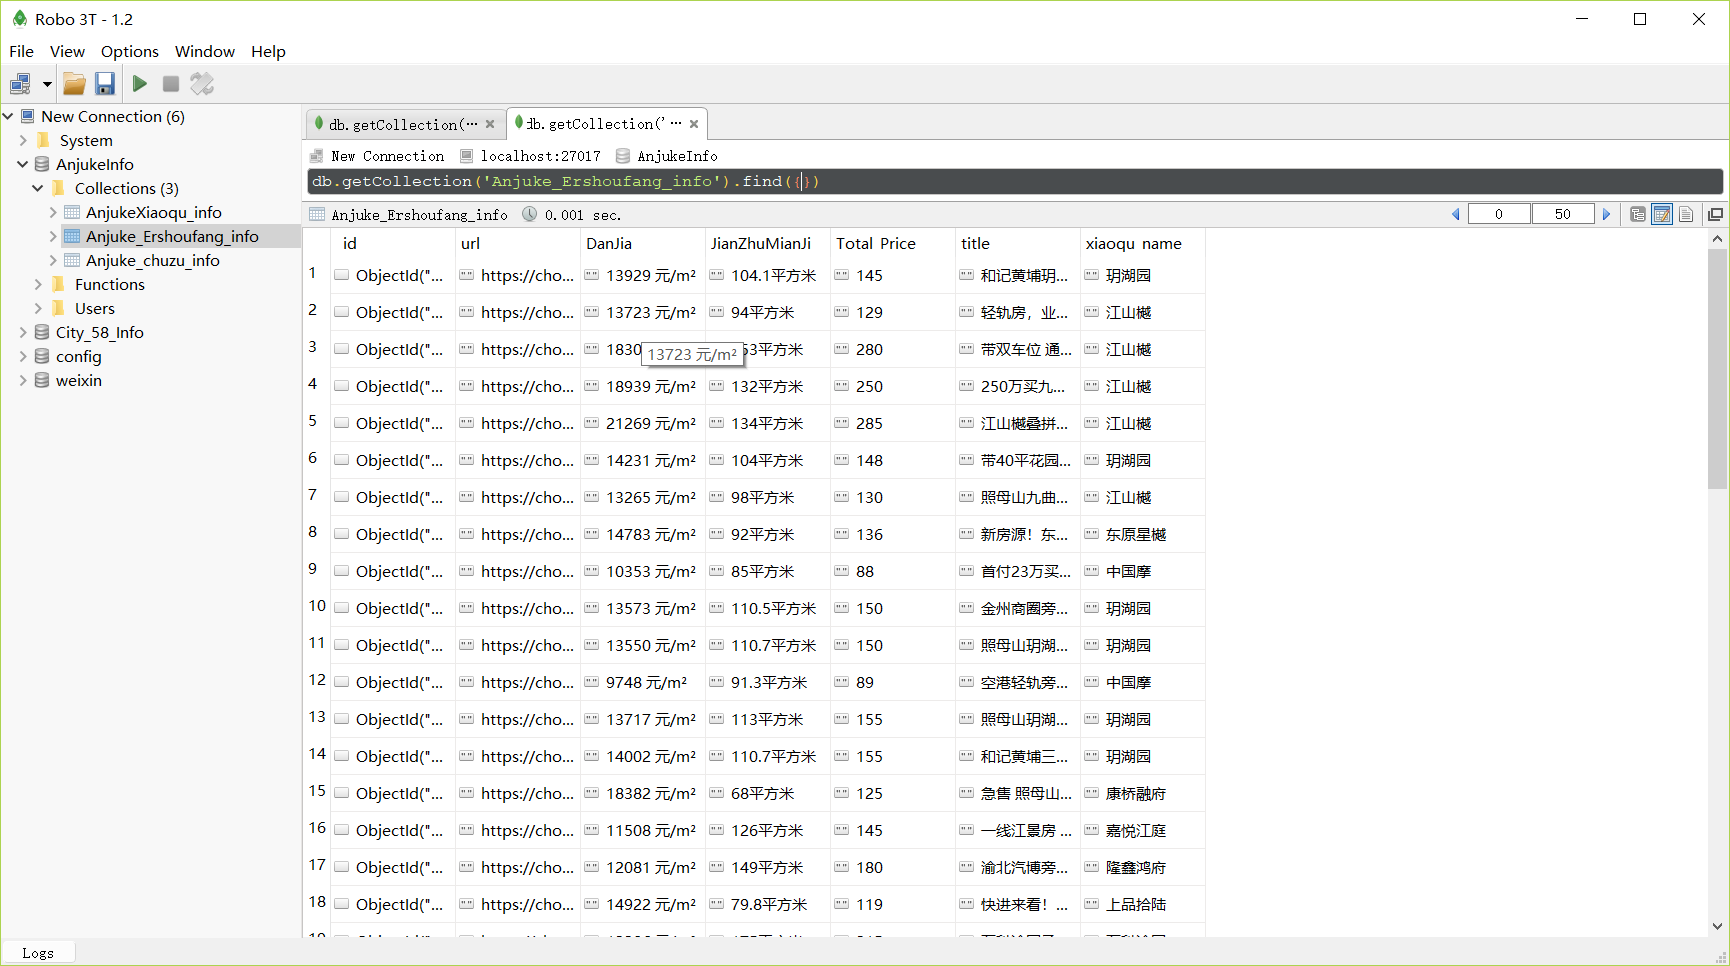 Robo 3T - 1.2
File View Options Window Help
New Connection (6)
System
AnjukeInfo
Collections (3)
AnjukeXiaoqu_info
Anjuke_Ershoufang_info
Anjuke_chuzu_info
Functions
Users
City_58_Info
config
weixin
db.getCollection(··· db.getCollection('···
New Connection localhost:27017 AnjukeInfo
db.getCollection('Anjuke_Ershoufang_info').find({})
Anjuke_Ershoufang_info 0.001 sec. 0 50
id url DanJia JianZhuMianJi Total Price title xiaoqu name
1 ObjectId("... https://cho... 13929 元/m² 104.1平方米 145 和记黄埔玥... 玥湖园
2 ObjectId("... https://cho... 13723 元/m² 94平方米 129 轻轨房，业... 江山樾
3 ObjectId("... https://cho... 1830 53平方米 280 带双车位 通... 江山樾
13723 元/m²
4 ObjectId("... https://cho... 18939 元/m² 132平方米 250 250万买九... 江山樾
5 ObjectId("... https://cho... 21269 元/m² 134平方米 285 江山樾叠拼... 江山樾
6 ObjectId("... https://cho... 14231 元/m² 104平方米 148 带40平花园... 玥湖园
7 ObjectId("... https://cho... 13265 元/m² 98平方米 130 照母山九曲... 江山樾
8 ObjectId("... https://cho... 14783 元/m² 92平方米 136 新房源！东... 东原星樾
9 ObjectId("... https://cho... 10353 元/m² 85平方米 88 首付23万买... 中国摩
10 ObjectId("... https://cho... 13573 元/m² 110.5平方米 150 金州商圈旁... 玥湖园
11 ObjectId("... https://cho... 13550 元/m² 110.7平方米 150 照母山玥湖... 玥湖园
12 ObjectId("... https://cho... 9748 元/m² 91.3平方米 89 空港轻轨旁... 中国摩
13 ObjectId("... https://cho... 13717 元/m² 113平方米 155 照母山玥湖... 玥湖园
14 ObjectId("... https://cho... 14002 元/m² 110.7平方米 155 和记黄埔三... 玥湖园
15 ObjectId("... https://cho... 18382 元/m² 68平方米 125 急售 照母山... 康桥融府
16 ObjectId("... https://cho... 11508 元/m² 126平方米 145 一线江景房 ... 嘉悦江庭
17 ObjectId("... https://cho... 12081 元/m² 149平方米 180 渝北汽博旁... 隆鑫鸿府
18 ObjectId("... https://cho... 14922 元/m² 79.8平方米 119 快进来看！... 上品拾陆
Logs